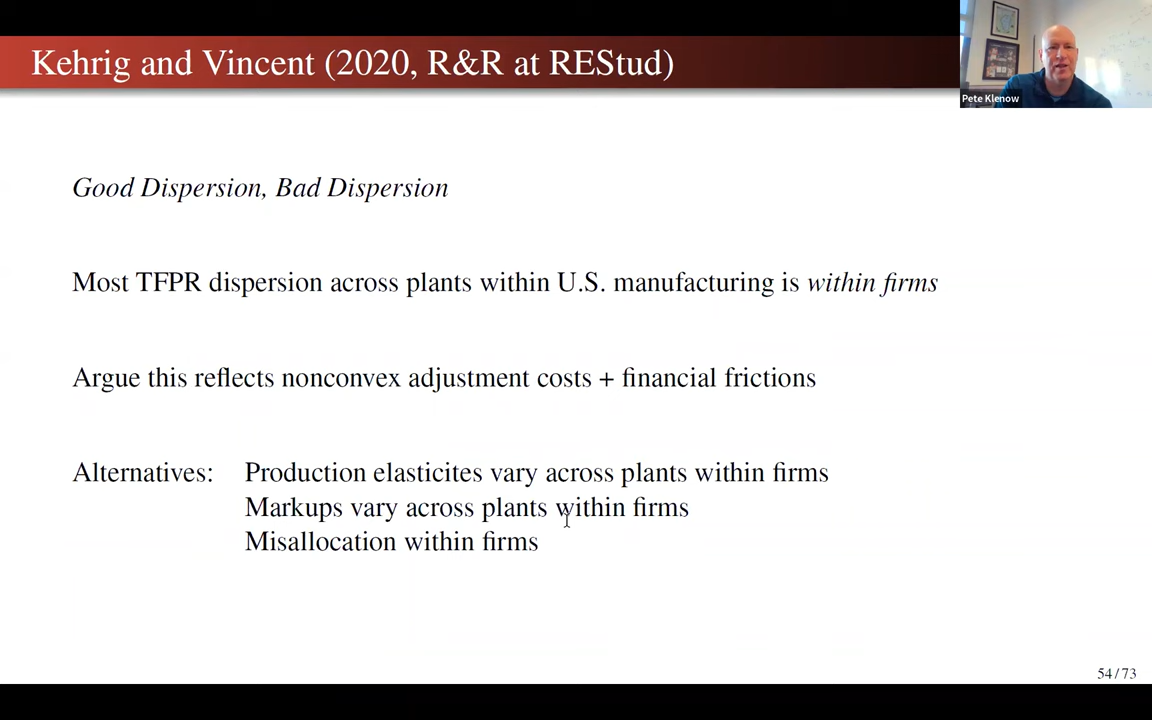 Kehrig and Vincent (2020, R&R at REStud)
Pete Klenow
Good Dispersion, Bad Dispersion
Most TFPR dispersion across plants within U.S. manufacturing is within firms
Argue this reflects nonconvex adjustment costs + financial frictions
Alternatives: Production elasticites vary across plants within firms
Markups vary across plants within firms
Misallocation within firms
54/73